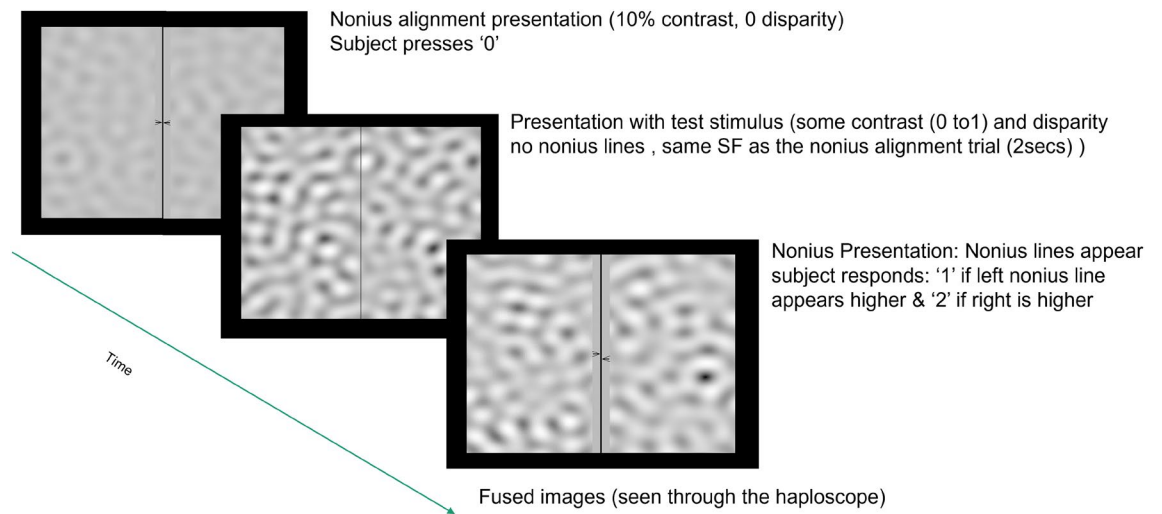 Nonius alignment presentation (10% contrast, 0 disparity)
Subject presses ‘0’
Presentation with test stimulus (some contrast (0 to1) and disparity
no nonius lines , same SF as the nonius alignment trial (2secs) )
Nonius Presentation: Nonius lines appear
subject responds: ‘1’ if left nonius line
appears higher & ‘2’ if right is higher
Time
Fused images (seen through the haploscope)